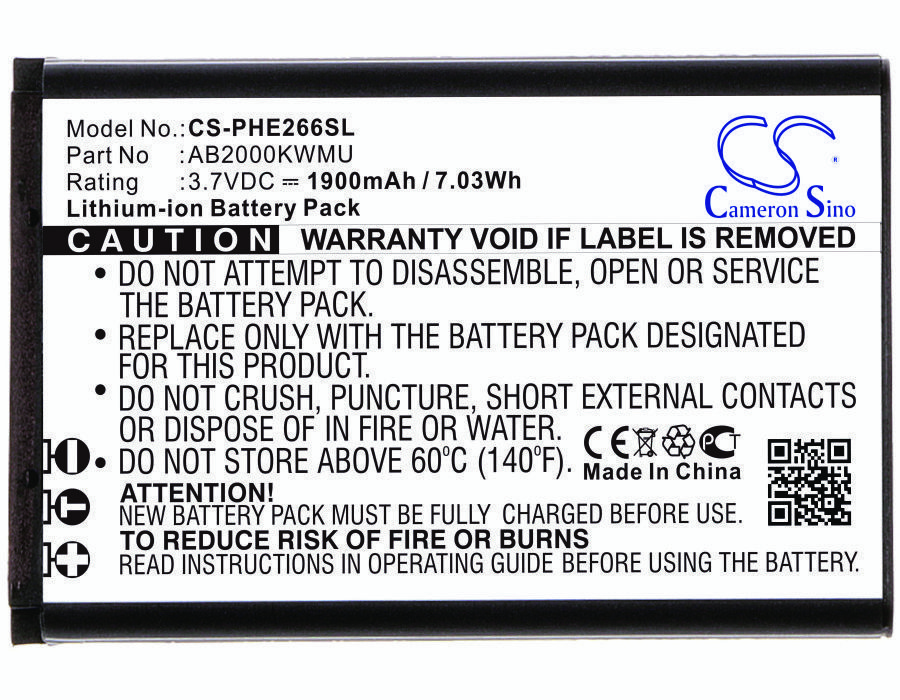 Model No.: CS-PHE266SL
Part No : AB2000KWMU
Rating : 3.7VDC ⎓ 1900mAh / 7.03Wh
Lithium-ion Battery Pack
CS
®
Cameron Sino
CAUTION WARRANTY VOID IF LABEL IS REMOVED
• DO NOT ATTEMPT TO DISASSEMBLE, OPEN OR SERVICE
THE BATTERY PACK.
• REPLACE ONLY WITH THE BATTERY PACK DESIGNATED
FOR THIS PRODUCT.
• DO NOT CRUSH, PUNCTURE, SHORT EXTERNAL CONTACTS
OR DISPOSE OF IN FIRE OR WATER.
• DO NOT STORE ABOVE 60°C (140°F).
CE PCT
Made In China
ATTENTION!
NEW BATTERY PACK MUST BE FULLY CHARGED BEFORE USE.
TO REDUCE RISK OF FIRE OR BURNS
READ INSTRUCTIONS IN OPERATING GUIDE BEFORE USING THE BATTERY.